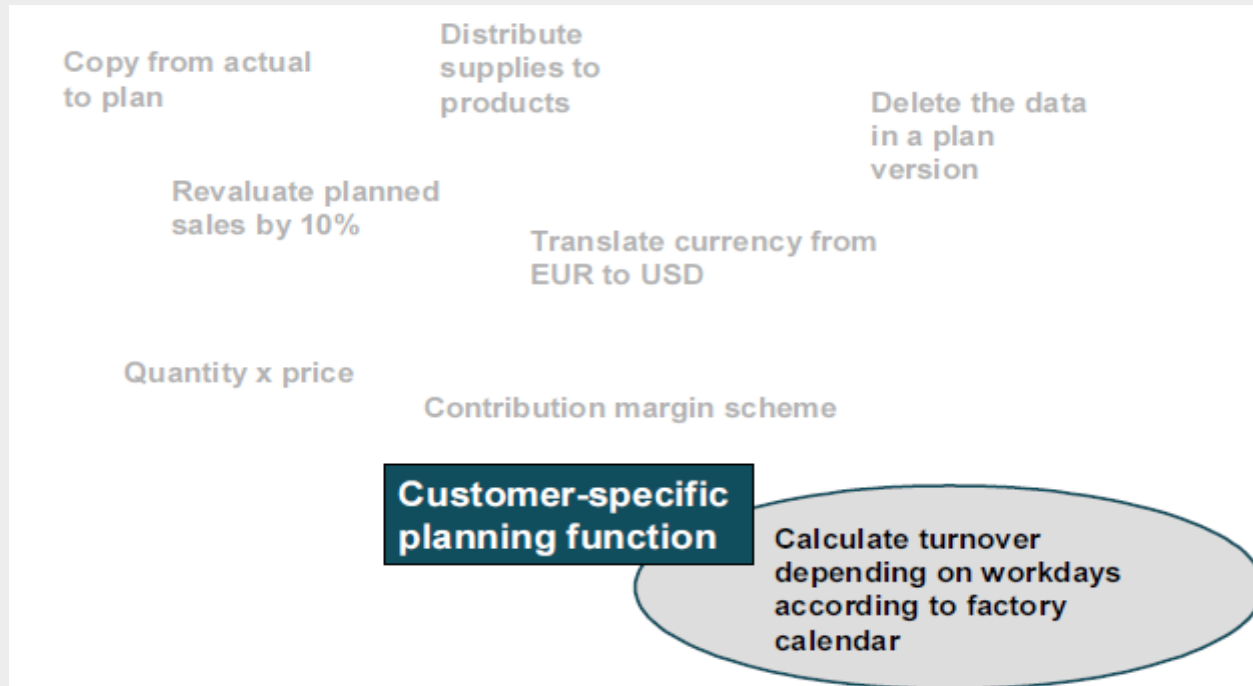 Copy from actual
to plan
Distribute
supplies to
products
Delete the data
in a plan
version
Revaluate planned
sales by 10%
Translate currency from
EUR to USD
Quantity x price
Contribution margin scheme
Customer-specific
planning function
Calculate turnover
depending on workdays
according to factory
calendar